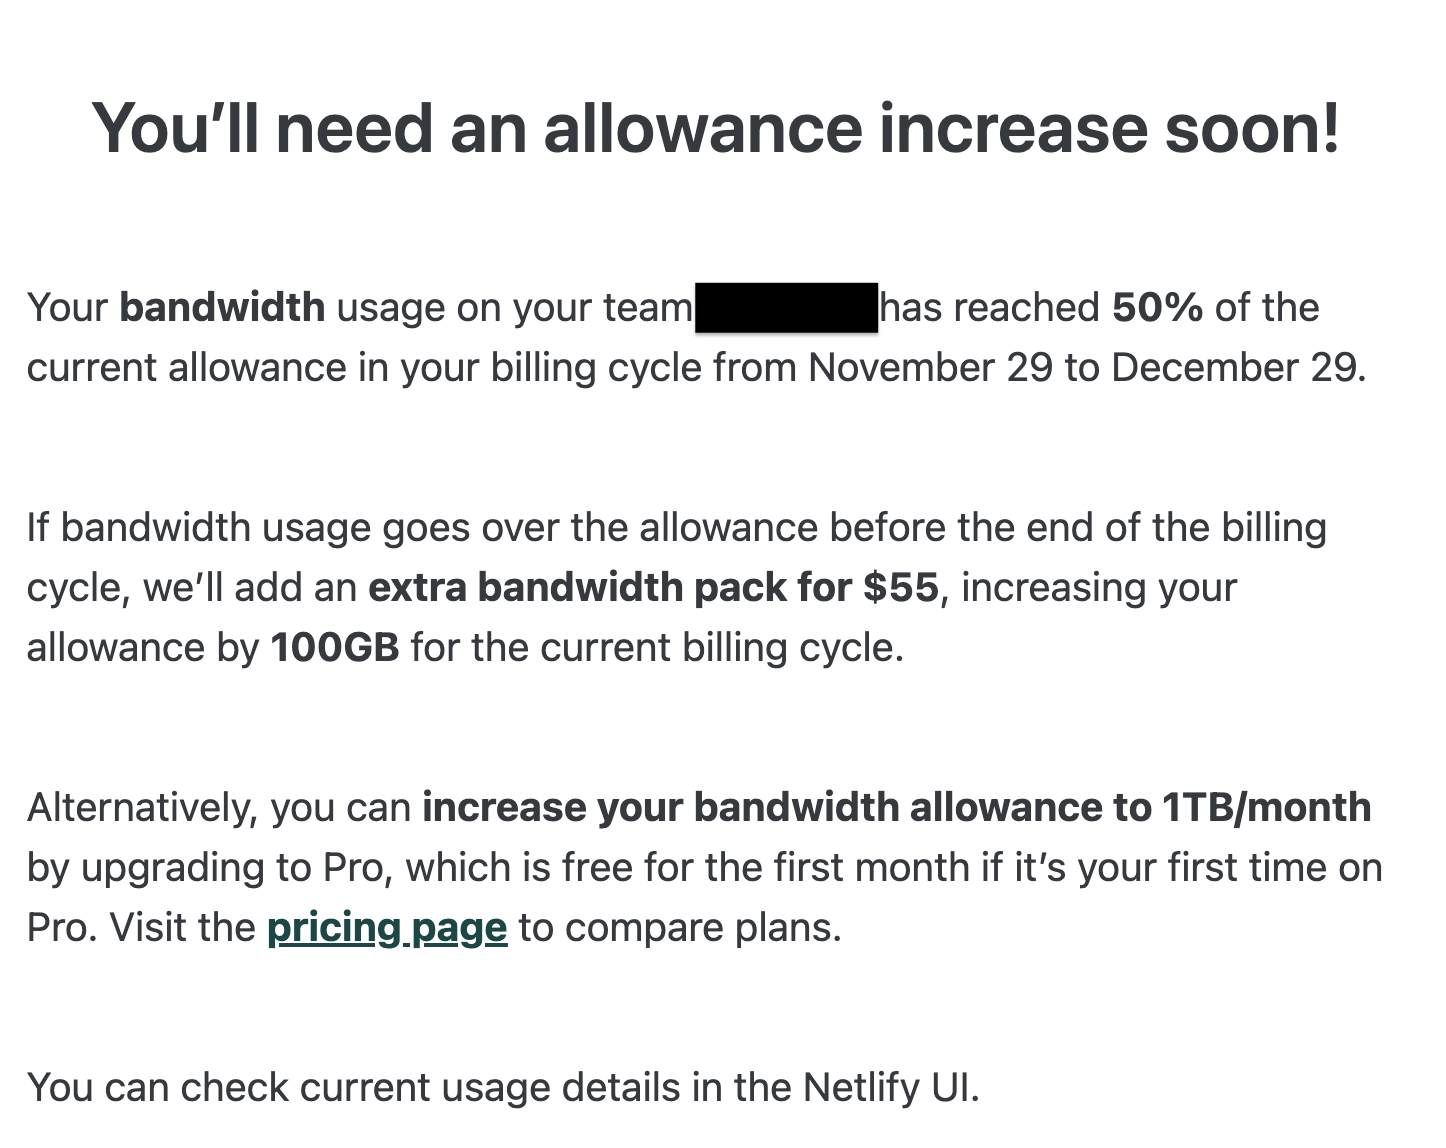 You’ll need an allowance increase soon!
Your bandwidth usage on your team has reached 50% of the
current allowance in your billing cycle from November 29 to December 29.
If bandwidth usage goes over the allowance before the end of the billing
cycle, we’ll add an extra bandwidth pack for $55, increasing your
allowance by 100GB for the current billing cycle.
Alternatively, you can increase your bandwidth allowance to 1TB/month
by upgrading to Pro, which is free for the first month if it’s your first time on
Pro. Visit the pricing page to compare plans.
You can check current usage details in the Netlify UI.